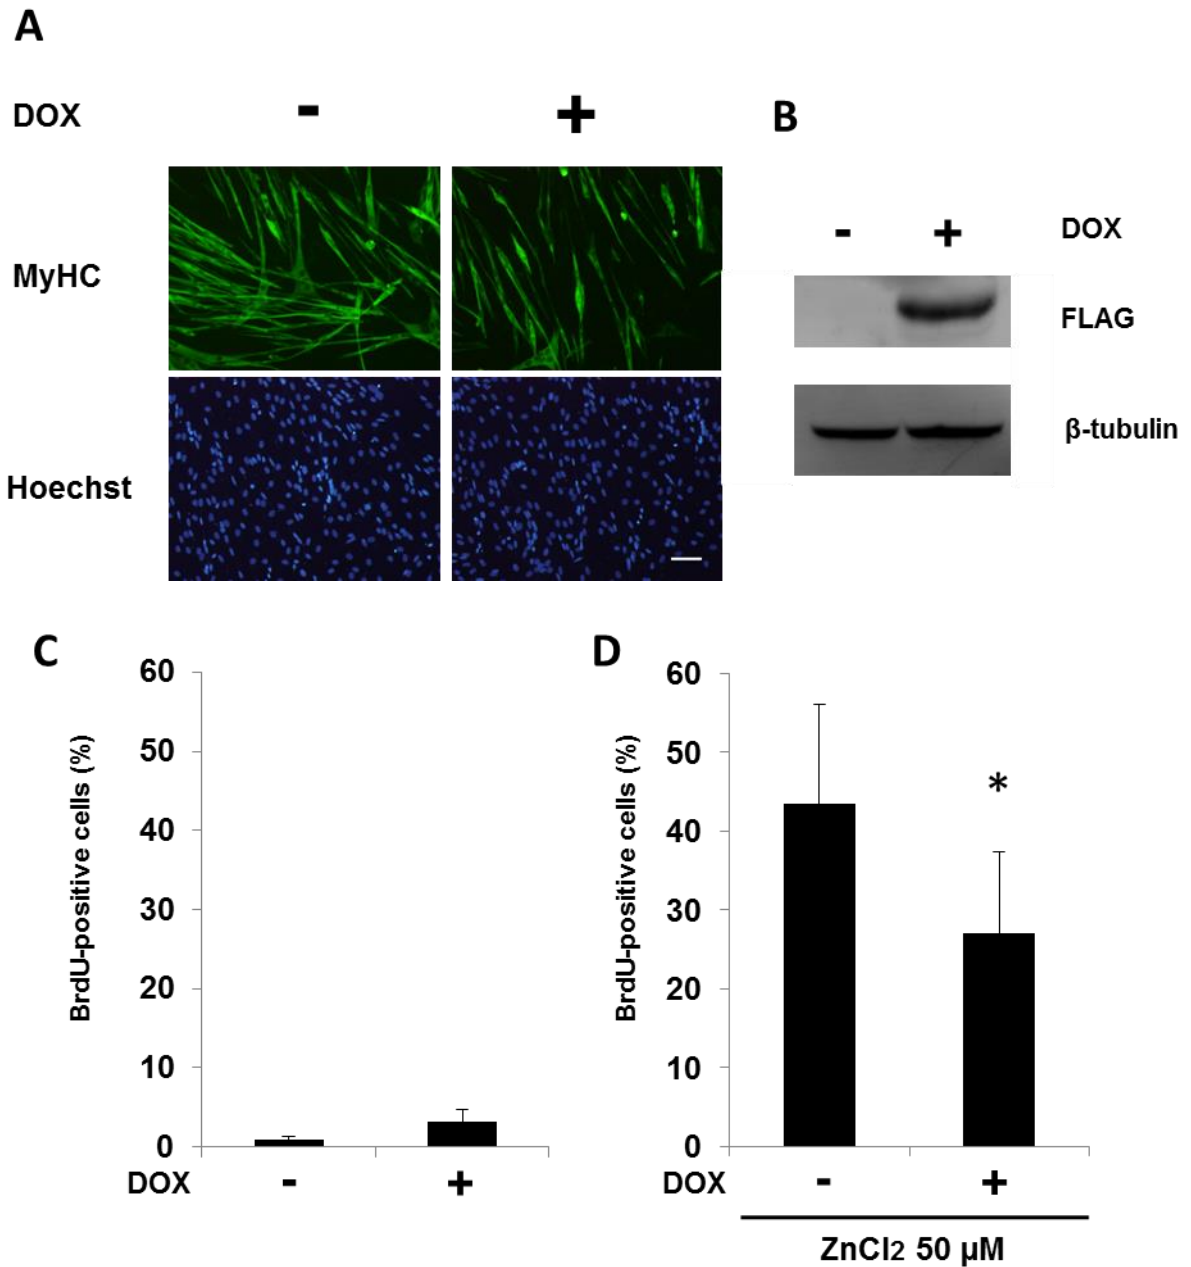 A
DOX - +
MyHC
Hoechst
B
- + DOX
FLAG
β-tubulin
C
60
50
40
30
20
10
0
BrdU-positive cells (%)
DOX - +
D
60
50
40
30
20
10
0
BrdU-positive cells (%)
*
DOX - +
ZnCl2 50 μM